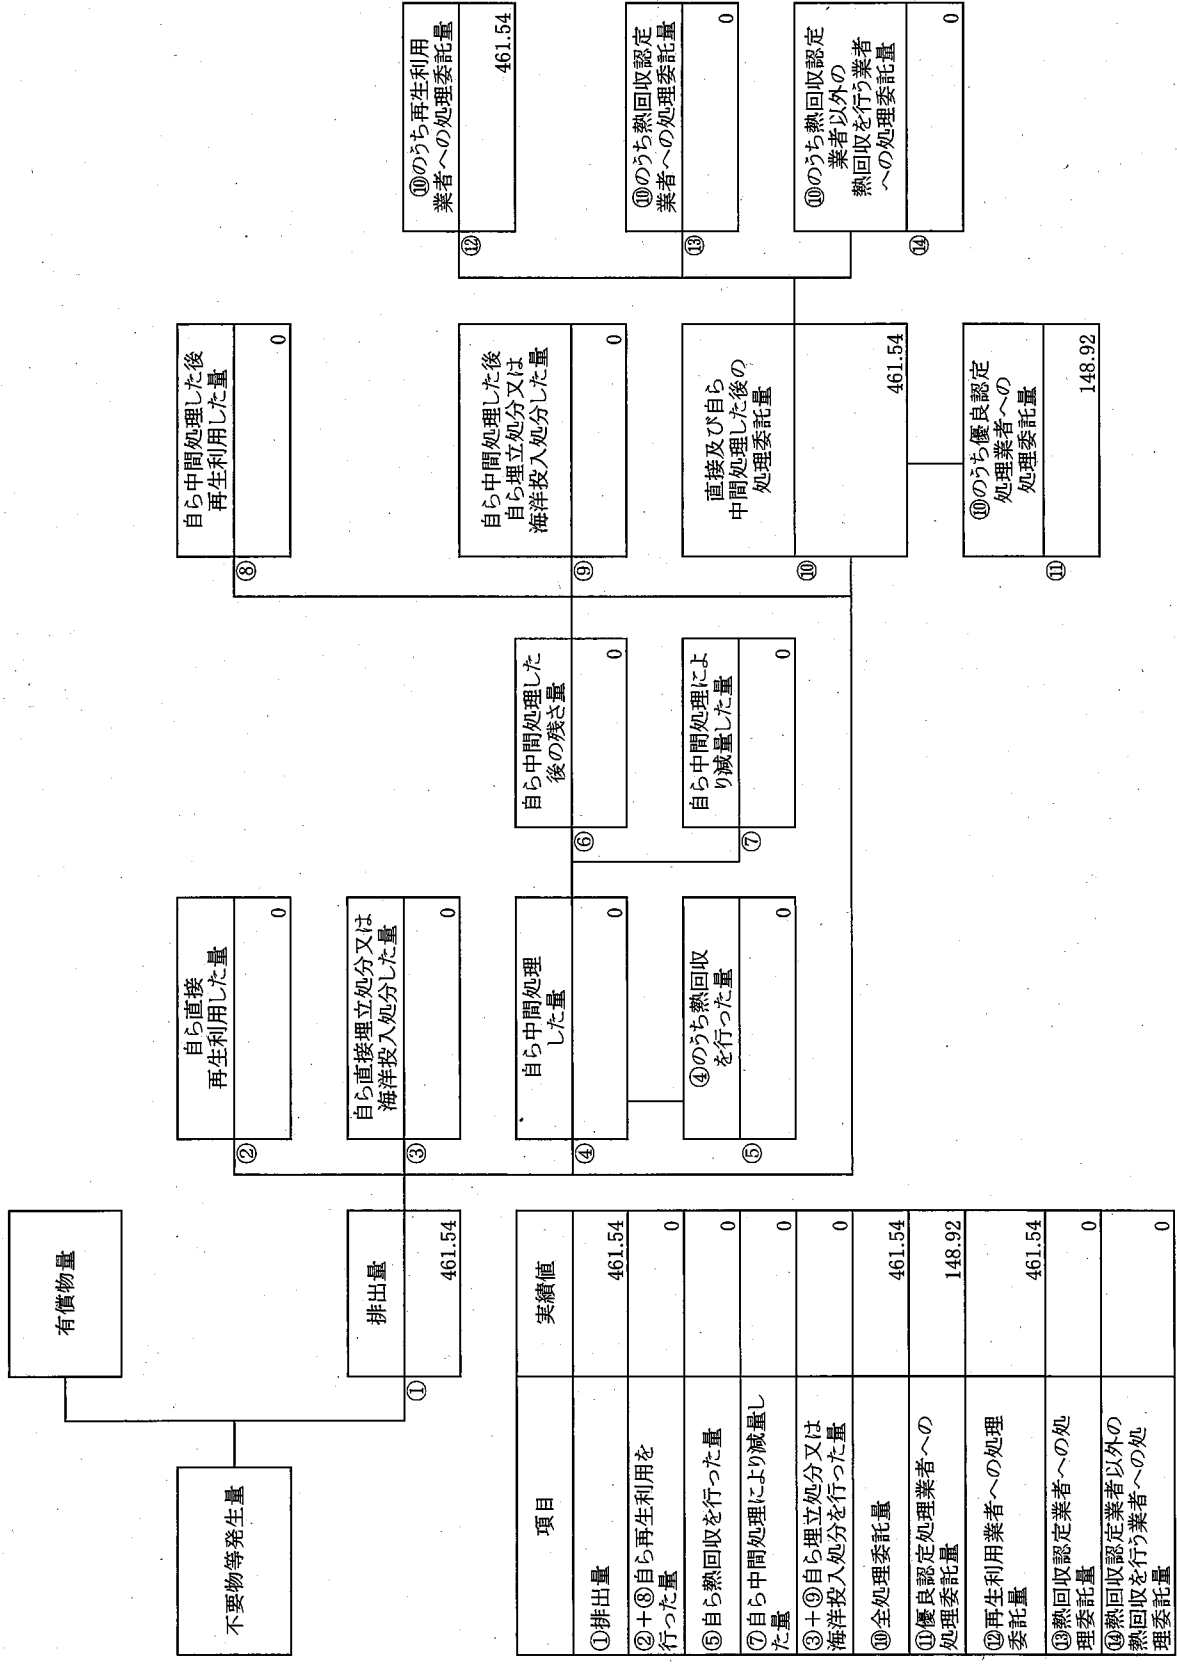 不要物等発生量
有償物量
①
排出量
461.54
②
自ら直接
再生利用した量
0
③
自ら直接埋立処分又は
海洋投入処分した量
0
④
自ら中間処理
した量
0
⑤
④のうち熱回収
を行った量
0
⑥
自ら中間処理した
後の残さ量
0
⑦
自ら中間処理によ
り減量した量
0
⑧
自ら中間処理した後
再生利用した量
0
⑨
自ら中間処理した後
自ら埋立処分又は
海洋投入処分した量
0
⑩
直接及び自ら
中間処理した後の
処理委託量
461.54
⑪
⑩のうち優良認定
処理業者への
処理委託量
148.92
⑫
⑩のうち再生利用
業者への処理委託量
461.54
⑬
⑩のうち熱回収認定
業者への処理委託量
0
⑭
⑩のうち熱回収認定
業者以外の
熱回収を行う業者
への処理委託量
0
項目 実績値
①排出量 461.54
②＋⑧自ら再生利用を
行った量 0
⑤自ら熱回収を行った量 0
⑦自ら中間処理により減量し
た量 0
③＋⑨自ら埋立処分又は
海洋投入処分を行った量 0
⑩全処理委託量 461.54
⑪優良認定処理業者への
処理委託量 148.92
⑫再生利用業者への処理
委託量 461.54
⑬熱回収認定業者への処
理委託量 0
⑭熱回収認定業者以外の
熱回収を行う業者への処
理委託量 0